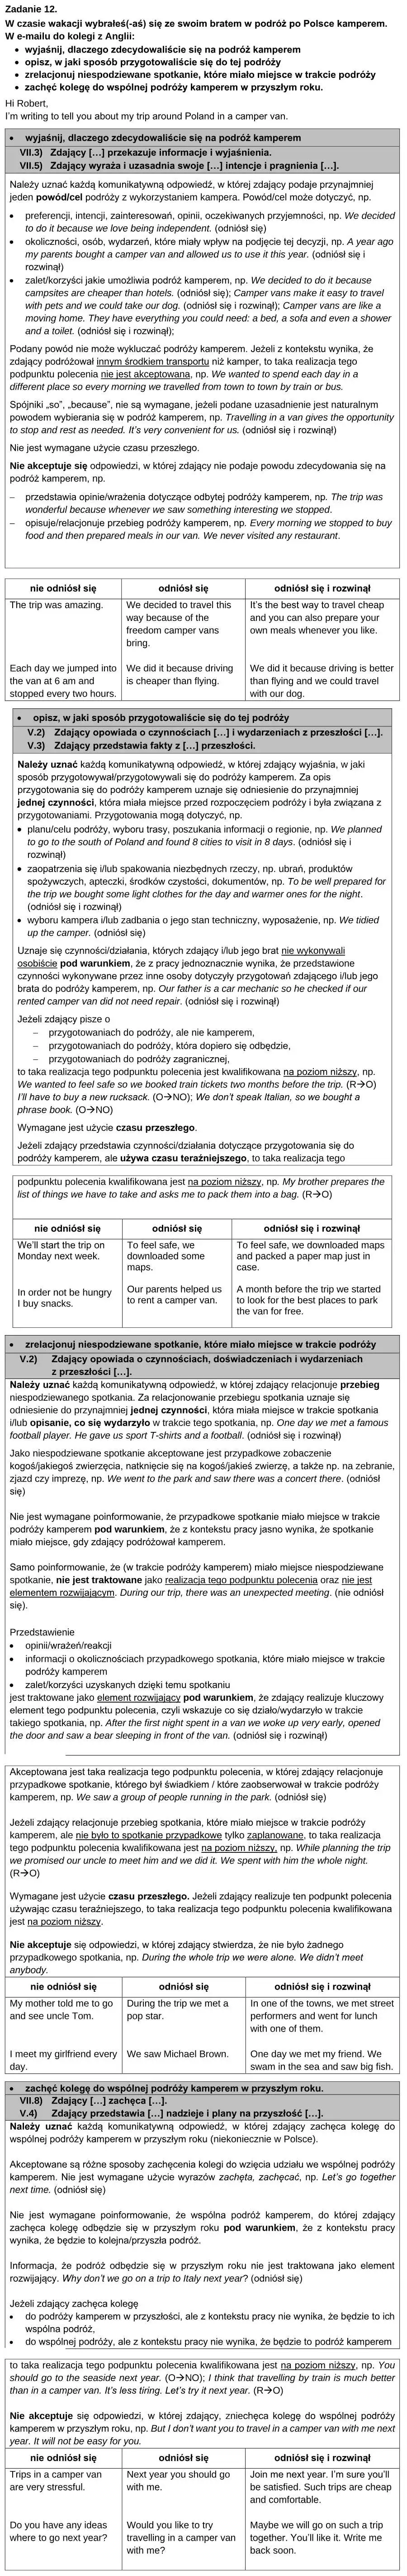 Zadanie 12.
W czasie wakacji wybrałeś(-aś) się ze swoim bratem w podróż po Polsce kamperem.
W e-mailu do kolegi z Anglii:
• wyjaśnij, dlaczego zdecydowaliście się na podróż kamperem
• opisz, w jaki sposób przygotowaliście się do tej podróży
• zrelacjonuj niespodziewane spotkanie, które miało miejsce w trakcie podróży
• zachęć kolegę do wspólnej podróży kamperem w przyszłym roku.
Hi Robert,
I'm writing to tell you about my trip around Poland in a camper van.
• wyjaśnij, dlaczego zdecydowaliście się na podróż kamperem
VII.3) Zdający […] przekazuje informacje i wyjaśnienia.
VII.5) Zdający wyraża i uzasadnia swoje […] intencje i pragnienia […].
Należy uznać każdą komunikatywną odpowiedź, w której zdający podaje przynajmniej
jeden powód/cel podróży z wykorzystaniem kampera. Powód/cel może dotyczyć, np.
• preferencji, intencji, zainteresowań, opinii, oczekiwanych przyjemności, np. We decided
to do it because we love being independent. (odniósł się)
• okoliczności, osób, wydarzeń, które miały wpływ na podjęcie tej decyzji, np. A year ago
my parents bought a camper van and allowed us to use it this year. (odniósł się i
rozwinął)
• zalet/korzyści jakie umożliwia podróż kamperem, np. We decided to do it because
campsites are cheaper than hotels. (odniósł się); Camper vans make it easy to travel
with pets and we could take our dog. (odniósł się i rozwinął); Camper vans are like a
moving home. They have everything you could need: a bed, a sofa and even a shower
and a toilet. (odniósł się i rozwinął);
Podany powód nie może wykluczać podróży kamperem. Jeżeli z kontekstu wynika, że
zdający podróżował innym środkiem transportu niż kamper, to taka realizacja tego
podpunktu polecenia nie jest akceptowana, np. We wanted to spend each day in a
different place so every morning we travelled from town to town by train or bus.
Spójniki „so”, „because”, nie są wymagane, jeżeli podane uzasadnienie jest naturalnym
powodem wybierania się w podróż kamperem, np. Travelling in a van gives the opportunity
to stop and rest as needed. It's very convenient for us. (odniósł się i rozwinął)
Nie jest wymagane użycie czasu przeszłego.
Nie akceptuje się odpowiedzi, w której zdający nie podaje powodu zdecydowania się na
podróż kamperem, np.
– przedstawia opinie/wrażenia dotyczące odbytej podróży kamperem, np. The trip was
wonderful because whenever we saw something interesting we stopped.
– opisuje/relacjonuje przebieg podróży kamperem, np. Every morning we stopped to buy
food and then prepared meals in our van. We never visited any restaurant.
nie odniósł się | odniósł się | odniósł się i rozwinął
The trip was amazing. | We decided to travel this way because of the freedom camper vans bring. | It's the best way to travel cheap and you can also prepare your own meals whenever you like.
Each day we jumped into the van at 6 am and stopped every two hours. | We did it because driving is cheaper than flying. | We did it because driving is better than flying and we could travel with our dog.
• opisz, w jaki sposób przygotowaliście się do tej podróży
V.2) Zdający opowiada o czynnościach […] i wydarzeniach z przeszłości […].
V.3) Zdający przedstawia fakty z […] przeszłości.
Należy uznać każdą komunikatywną odpowiedź, w której zdający wyjaśnia, w jaki
sposób przygotowywał/przygotowywali się do podróży kamperem. Za opis
przygotowania się do podróży kamperem uznaje się odniesienie do przynajmniej
jednej czynności, która miała miejsce przed rozpoczęciem podróży i była związana z
przygotowaniami. Przygotowania mogą dotyczyć, np.
• planu/celu podróży, wyboru trasy, poszukania informacji o regionie, np. We planned
to go to the south of Poland and found 8 cities to visit in 8 days. (odniósł się i
rozwinął)
• zaopatrzenia się i/lub spakowania niezbędnych rzeczy, np. ubrań, produktów
spożywczych, apteczki, środków czystości, dokumentów, np. To be well prepared for
the trip we bought some light clothes for the day and warmer ones for the night.
(odniósł się i rozwinął)
• wyboru kampera i/lub zadbania o jego stan techniczny, wyposażenie, np. We tidied
up the camper. (odniósł się)
Uznaje się czynności/działania, których zdający i/lub jego brat nie wykonywali
osobiście pod warunkiem, że z pracy jednoznacznie wynika, że przedstawione
czynności wykonywane przez inne osoby dotyczyły przygotowań zdającego i/lub jego
brata do podróży kamperem, np. Our father is a car mechanic so he checked if our
rented camper van did not need repair. (odniósł się i rozwinął)
Jeżeli zdający pisze o
– przygotowaniach do podróży, ale nie kamperem,
– przygotowaniach do podróży, która dopiero się odbędzie,
– przygotowaniach do podróży zagranicznej,
to taka realizacja tego podpunktu polecenia jest kwalifikowana na poziom niższy, np.
We wanted to feel safe so we booked train tickets two months before the trip. (R→O)
I'll have to buy a new rucksack. (O→NO); We don't speak Italian, so we bought a
phrase book. (O→NO)
Wymagane jest użycie czasu przeszłego.
Jeżeli zdający przedstawia czynności/działania dotyczące przygotowania się do
podróży kamperem, ale używa czasu teraźniejszego, to taka realizacja tego
podpunktu polecenia kwalifikowana jest na poziom niższy, np. My brother prepares the
list of things we have to take and asks me to pack them into a bag. (R→O)
nie odniósł się | odniósł się | odniósł się i rozwinął
We'll start the trip on Monday next week. | To feel safe, we downloaded some maps. | To feel safe, we downloaded maps and packed a paper map just in case.
In order not be hungry I buy snacks. | Our parents helped us to rent a camper van. | A month before the trip we started to look for the best places to park the van for free.
• zrelacjonuj niespodziewane spotkanie, które miało miejsce w trakcie podróży
V.2) Zdający opowiada o czynnościach, doświadczeniach i wydarzeniach
z przeszłości […].
Należy uznać każdą komunikatywną odpowiedź, w której zdający relacjonuje przebieg
niespodziewanego spotkania. Za relacjonowanie przebiegu spotkania uznaje się
odniesienie do przynajmniej jednej czynności, która miała miejsce w trakcie spotkania
i/lub opisanie, co się wydarzyło w trakcie tego spotkania, np. One day we met a famous
football player. He gave us sport T-shirts and a football. (odniósł się i rozwinął)
Jako niespodziewane spotkanie akceptowane jest przypadkowe zobaczenie
kogoś/jakiegoś zwierzęcia, natknięcie się na kogoś/jakieś zwierzę, a także np. na zebranie,
zjazd czy imprezę, np. We went to the park and saw there was a concert there. (odniósł
się)
Nie jest wymagane poinformowanie, że przypadkowe spotkanie miało miejsce w trakcie
podróży kamperem pod warunkiem, że z kontekstu pracy jasno wynika, że spotkanie
miało miejsce, gdy zdający podróżował kamperem.
Samo poinformowanie, że (w trakcie podróży kamperem) miało miejsce niespodziewane
spotkanie, nie jest traktowane jako realizacja tego podpunktu polecenia oraz nie jest
elementem rozwijającym. During our trip, there was an unexpected meeting. (nie odniósł
się).
Przedstawienie
• opinii/wrażeń/reakcji
• informacji o okolicznościach przypadkowego spotkania, które miało miejsce w trakcie
podróży kamperem
• zalet/korzyści uzyskanych dzięki temu spotkaniu
jest traktowane jako element rozwijający pod warunkiem, że zdający realizuje kluczowy
element tego podpunktu polecenia, czyli wskazuje co się działo/wydarzyło w trakcie
takiego spotkania, np. After the first night spent in a van we woke up very early, opened
the door and saw a bear sleeping in front of the van. (odniósł się i rozwinął)
Akceptowana jest taka realizacja tego podpunktu polecenia, w której zdający relacjonuje
przypadkowe spotkanie, którego był świadkiem / które zaobserwował w trakcie podróży
kamperem, np. We saw a group of people running in the park. (odniósł się)
Jeżeli zdający relacjonuje przebieg spotkania, które miało miejsce w trakcie podróży
kamperem, ale nie było to spotkanie przypadkowe tylko zaplanowane, to taka realizacja
tego podpunktu polecenia kwalifikowana jest na poziom niższy, np. While planning the trip
we promised our uncle to meet him and we did it. We spent with him the whole night.
(R→O)
Wymagane jest użycie czasu przeszłego. Jeżeli zdający realizuje ten podpunkt polecenia
używając czasu teraźniejszego, to taka realizacja tego podpunktu polecenia kwalifikowana
jest na poziom niższy.
Nie akceptuje się odpowiedzi, w której zdający stwierdza, że nie było żadnego
przypadkowego spotkania, np. During the whole trip we were alone. We didn't meet
anybody.
nie odniósł się | odniósł się | odniósł się i rozwinął
My mother told me to go and see uncle Tom. | During the trip we met a pop star. | In one of the towns, we met street performers and went for lunch with one of them.
I meet my girlfriend every day. | We saw Michael Brown. | One day we met my friend. We swam in the sea and saw big fish.
• zachęć kolegę do wspólnej podróży kamperem w przyszłym roku.
VII.8) Zdający […] zachęca […].
V.4) Zdający przedstawia […] nadzieje i plany na przyszłość […].
Należy uznać każdą komunikatywną odpowiedź, w której zdający zachęca kolegę do
wspólnej podróży kamperem w przyszłym roku (niekoniecznie w Polsce).
Akceptowane są różne sposoby zachęcenia kolegi do wzięcia udziału we wspólnej podróży
kamperem. Nie jest wymagane użycie wyrazów zachęta, zachęcać, np. Let's go together
next time. (odniósł się)
Nie jest wymagane poinformowanie, że wspólna podróż kamperem, do której zdający
zachęca kolegę odbędzie się w przyszłym roku pod warunkiem, że z kontekstu pracy
wynika, że będzie to kolejna/przyszła podróż.
Informacja, że podróż odbędzie się w przyszłym roku nie jest traktowana jako element
rozwijający. Why don't we go on a trip to Italy next year? (odniósł się)
Jeżeli zdający zachęca kolegę
• do podróży kamperem w przyszłości, ale z kontekstu pracy nie wynika, że będzie to ich
wspólna podróż,
• do wspólnej podróży, ale z kontekstu pracy nie wynika, że będzie to podróż kamperem
to taka realizacja tego podpunktu polecenia kwalifikowana jest na poziom niższy, np. You
should go to the seaside next year. (O→NO); I think that travelling by train is much better
than in a camper van. It's less tiring. Let's try it next year. (R→O)
Nie akceptuje się odpowiedzi, w której zdający, zniechęca kolegę do wspólnej podróży
kamperem w przyszłym roku, np. But I don't want you to travel in a camper van with me next
year. It will not be easy for you.
nie odniósł się | odniósł się | odniósł się i rozwinął
Trips in a camper van are very stressful. | Next year you should go with me. | Join me next year. I'm sure you'll be satisfied. Such trips are cheap and comfortable.
Do you have any ideas where to go next year? | Would you like to try travelling in a camper van with me? | Maybe we will go on such a trip together. You'll like it. Write me back soon.